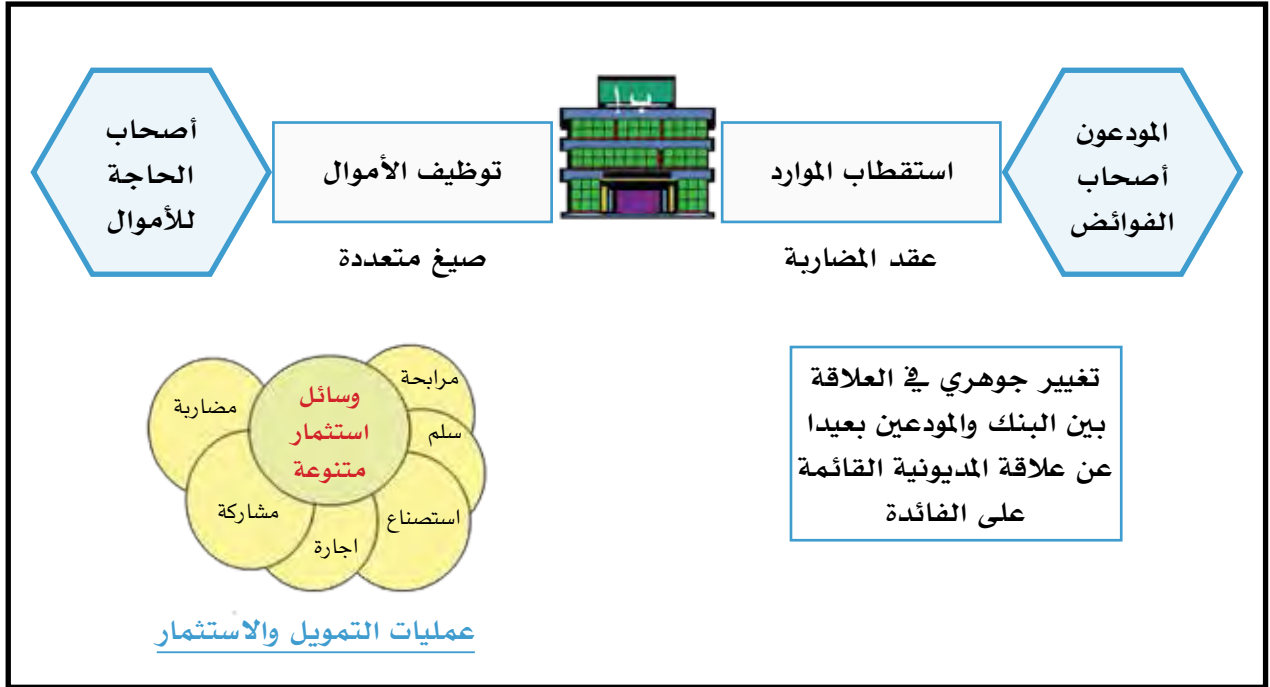 المودعون
أصحاب
الفوائض
استقطاب الموارد
عقد المضاربة
توظيف الأموال
صيغ متعددة
أصحاب
الحاجة
للأموال
تغيير جوهري في العلاقة
بين البنك والمودعين بعيدا
عن علاقة المديونية القائمة
على الفائدة
وسائل
استثمار
متنوعة
مرابحة
سلم
استصناع
اجارة
مشاركة
مضاربة
عمليات التمويل والاستثمار